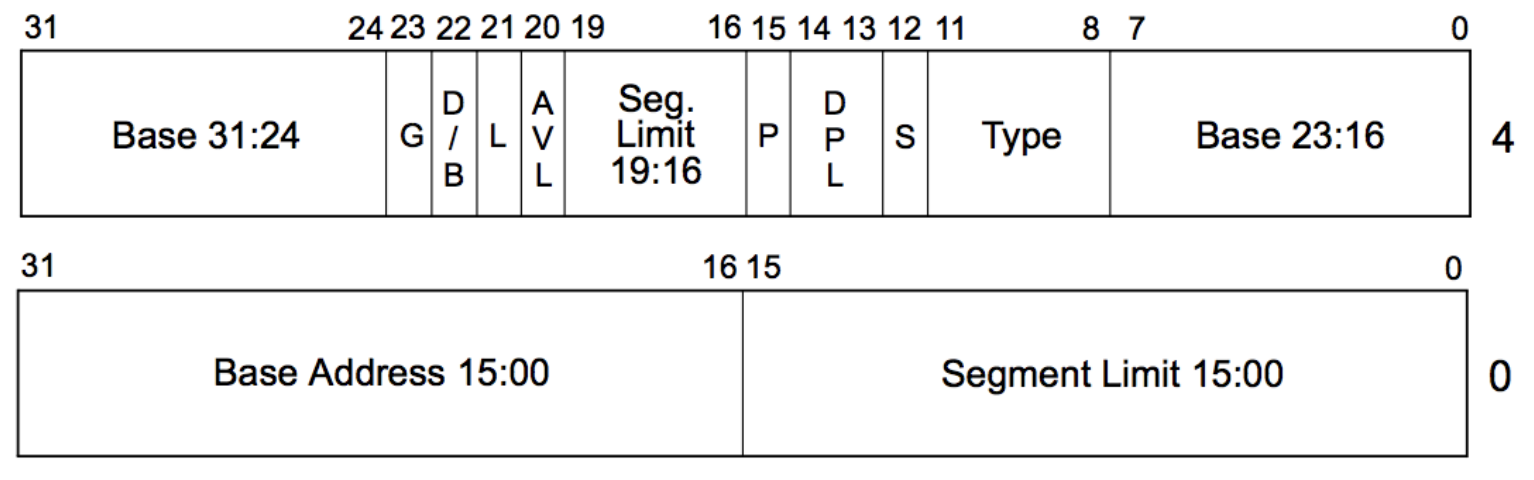 31 24 23 22 21 20 19 16 15 14 13 12 11 8 7 0
Base 31:24 G D/B L AVL Seg. Limit 19:16 P DPL S Type Base 23:16 4
31 16 15 0
Base Address 15:00 Segment Limit 15:00 0